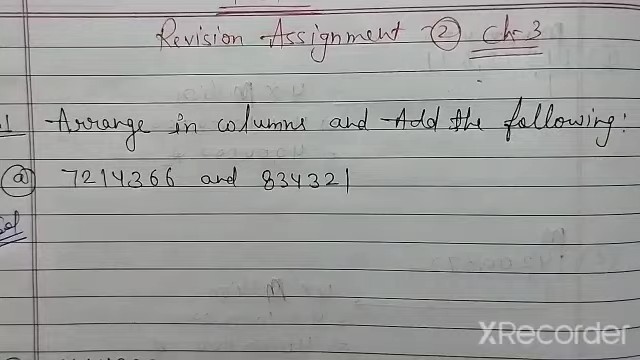 Revision Assignment - 2 Ch-3
1 Arrange in columns and Add the following:
a 7214366 and 834321
Sol
XRecorder